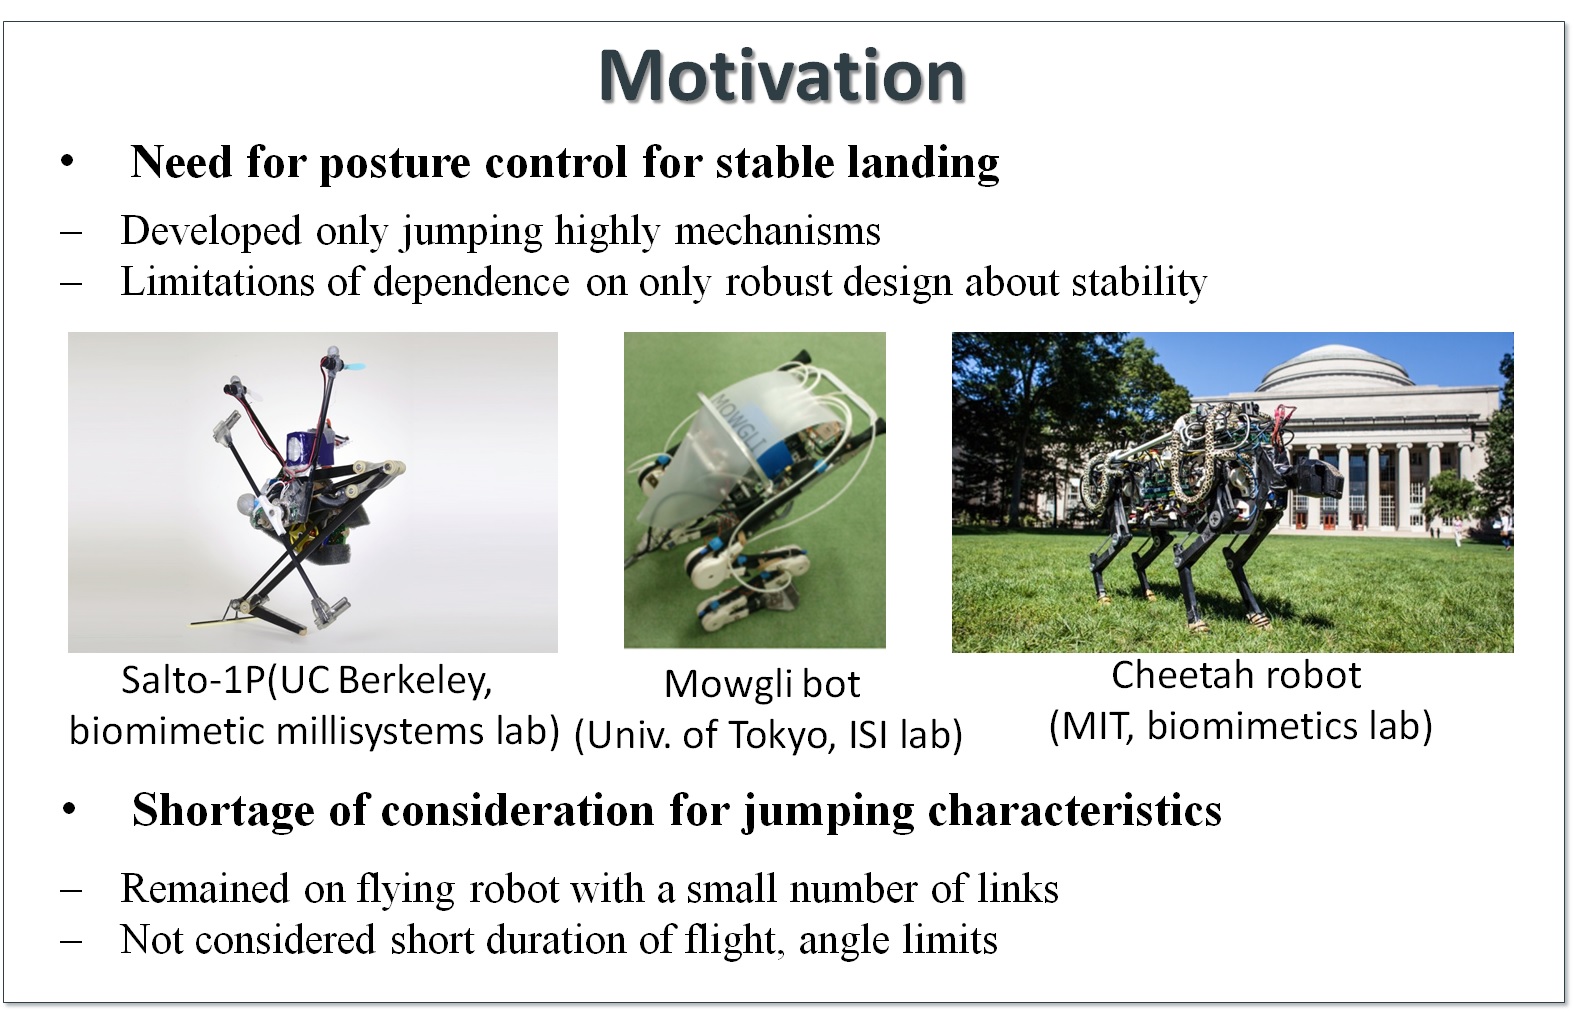 Motivation
• Need for posture control for stable landing
– Developed only jumping highly mechanisms
– Limitations of dependence on only robust design about stability
MOWGLI
Salto-1P(UC Berkeley,
biomimetic millisystems lab)
Mowgli bot
(Univ. of Tokyo, ISI lab)
Cheetah robot
(MIT, biomimetics lab)
• Shortage of consideration for jumping characteristics
– Remained on flying robot with a small number of links
– Not considered short duration of flight, angle limits